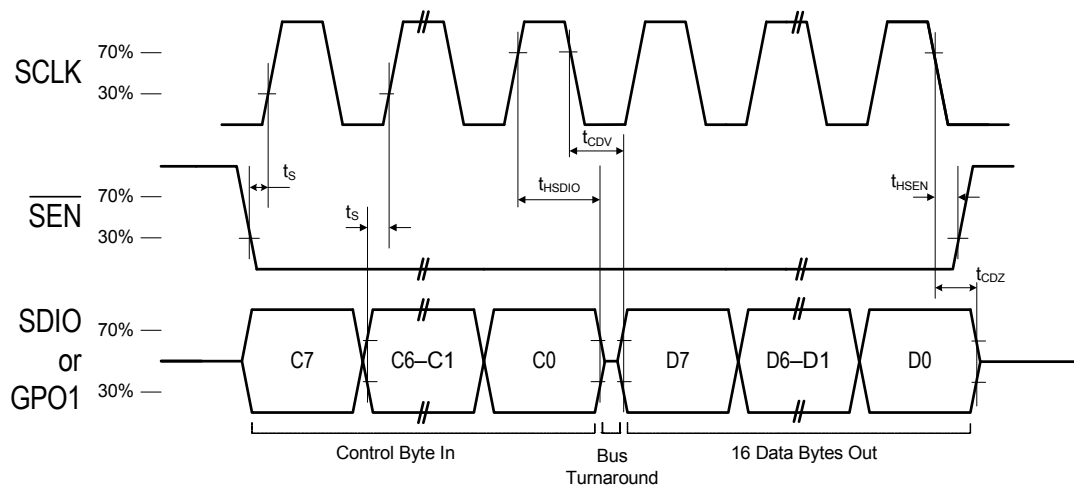 SCLK
70%
30%
tCDV
tS
tHSDIO
tHSEN
SEN
70%
30%
tS
tCDZ
SDIO
or
GPO1
70%
30%
C7
C6–C1
C0
D7
D6–D1
D0
Control Byte In
Bus
Turnaround
16 Data Bytes Out